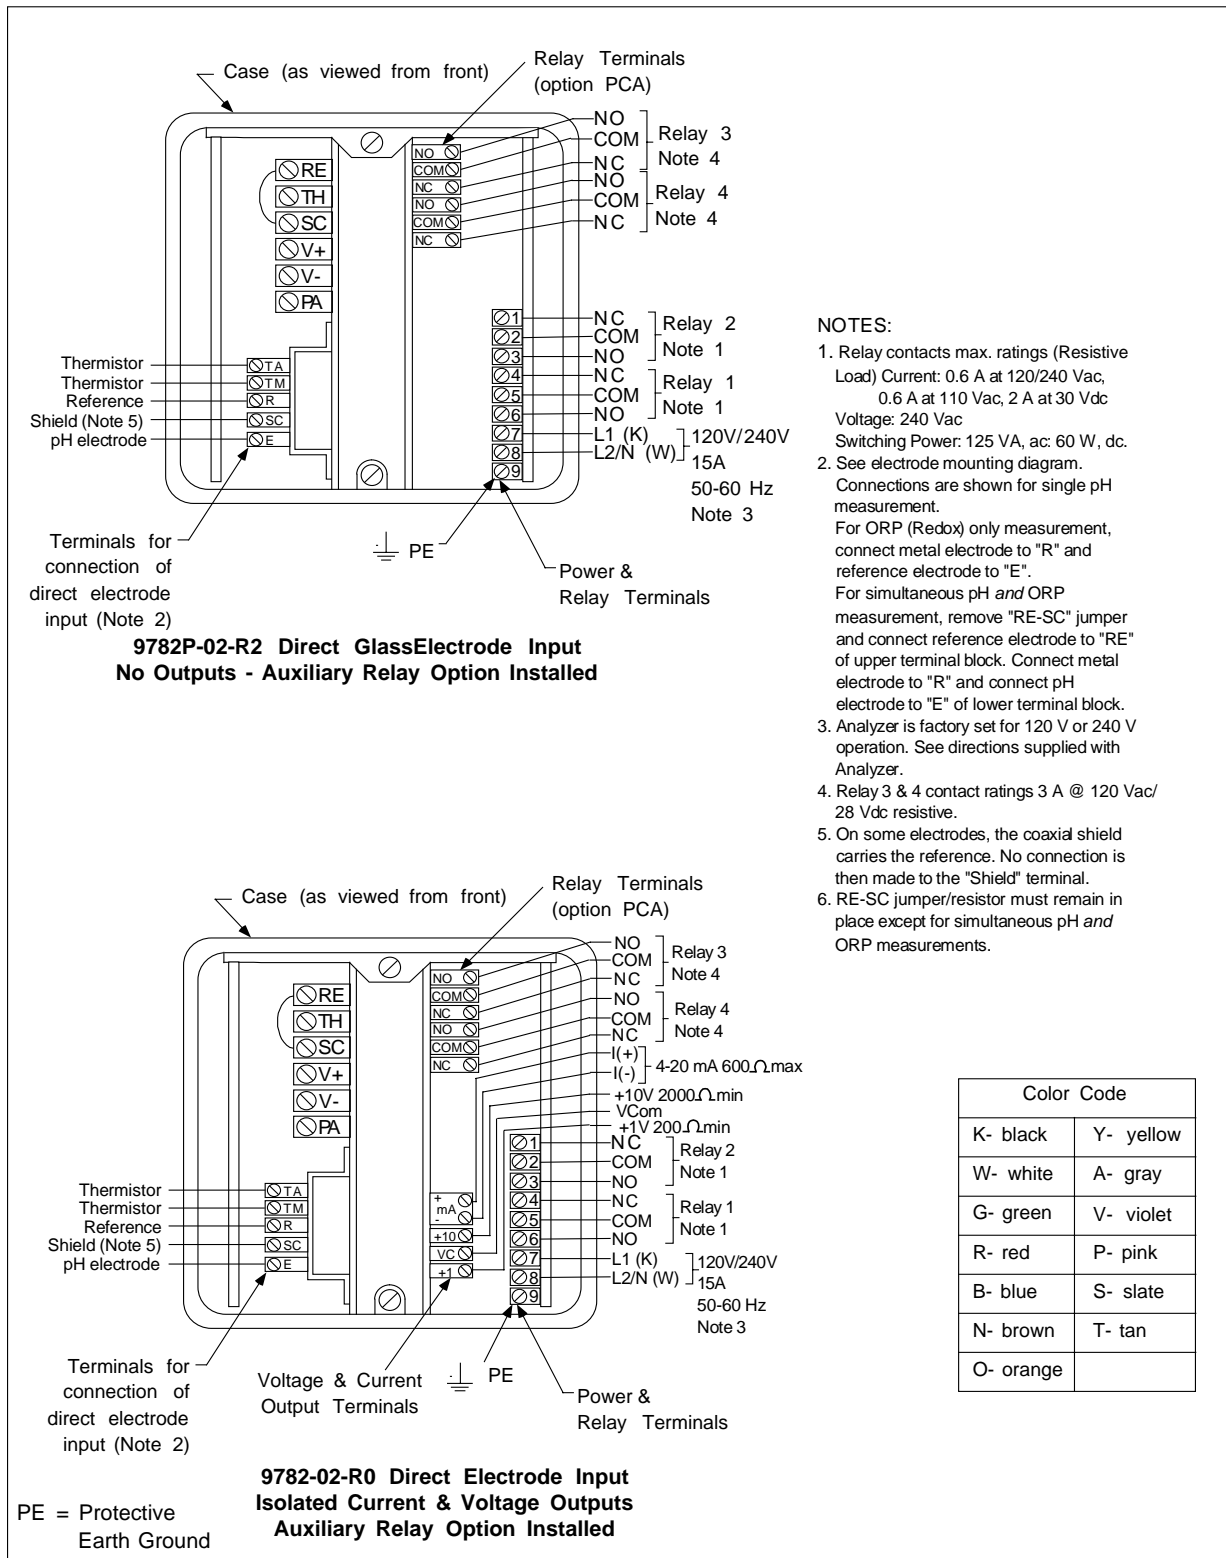 Case (as viewed from front)
Relay Terminals
(option PCA)
RE
TH
SC
V+
V-
PA
NO
COM
NC
NO
COM
NC
NO
COM
NC
Relay 3
Note 4
NO
COM
NC
Relay 4
Note 4
1
2
3
4
5
6
7
8
9
NC
COM
NO
Relay 2
Note 1
NC
COM
NO
Relay 1
Note 1
L1 (K)
L2/N (W)
120V/240V
15A
50-60 Hz
Note 3
Thermistor
Thermistor
Reference
Shield (Note 5)
pH electrode
TA
TM
R
SC
E
Terminals for
connection of
direct electrode
input (Note 2)
PE
Power &
Relay Terminals
9782P-02-R2 Direct GlassElectrode Input
No Outputs - Auxiliary Relay Option Installed
NOTES:
1. Relay contacts max. ratings (Resistive
Load) Current: 0.6 A at 120/240 Vac,
0.6 A at 110 Vac, 2 A at 30 Vdc
Voltage: 240 Vac
Switching Power: 125 VA, ac: 60 W, dc.
2. See electrode mounting diagram.
Connections are shown for single pH
measurement.
For ORP (Redox) only measurement,
connect metal electrode to "R" and
reference electrode to "E".
For simultaneous pH and ORP
measurement, remove "RE-SC" jumper
and connect reference electrode to "RE"
of upper terminal block. Connect metal
electrode to "R" and connect pH
electrode to "E" of lower terminal block.
3. Analyzer is factory set for 120 V or 240 V
operation. See directions supplied with
Analyzer.
4. Relay 3 & 4 contact ratings 3 A @ 120 Vac/
28 Vdc resistive.
5. On some electrodes, the coaxial shield
carries the reference. No connection is
then made to the "Shield" terminal.
6. RE-SC jumper/resistor must remain in
place except for simultaneous pH and
ORP measurements.
Case (as viewed from front)
Relay Terminals
(option PCA)
RE
TH
SC
V+
V-
PA
NO
COM
NC
NO
COM
NC
NO
COM
NC
Relay 3
Note 4
NO
COM
NC
Relay 4
Note 4
I(+)
I(-)
4-20 mA 600Ω max
+10V 2000Ω min
VCom
+1V 200Ω min
+
mA
-
+10
VC
+1
1
2
3
4
5
6
7
8
9
NC
COM
NO
Relay 2
Note 1
NC
COM
NO
Relay 1
Note 1
L1 (K)
L2/N (W)
120V/240V
15A
50-60 Hz
Note 3
Thermistor
Thermistor
Reference
Shield (Note 5)
pH electrode
TA
TM
R
SC
E
Terminals for
connection of
direct electrode
input (Note 2)
Voltage & Current
Output Terminals
PE
Power &
Relay Terminals
9782-02-R0 Direct Electrode Input
Isolated Current & Voltage Outputs
Auxiliary Relay Option Installed
PE = Protective
Earth Ground
Color Code
K- black Y- yellow
W- white A- gray
G- green V- violet
R- red P- pink
B- blue S- slate
N- brown T- tan
O- orange